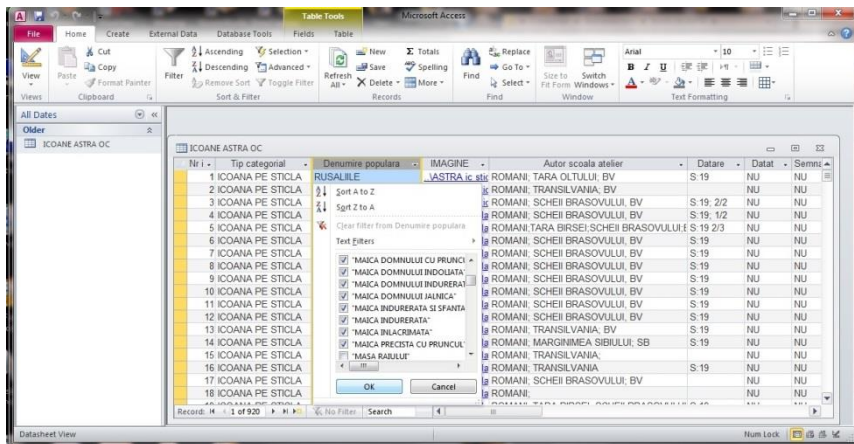 Table Tools
Microsoft Access
File Home Create External Data Database Tools Fields Table
View
Views
Paste
Cut
Copy
Format Painter
Clipboard
Filter
Ascending
Descending
Remove Sort
Selection
Advanced
Toggle Filter
Sort & Filter
Refresh All
New
Save
Delete
Totals
Spelling
More
Records
Find
Replace
Go To
Select
Find
Size to Fit Form
Switch Windows
Window
Arial 10
B I U
Text Formatting
All Dates
Older
ICOANE ASTRA OC
ICOANE ASTRA OC
Nr i Tip categorial Denumire populara IMAGINE Autor scoala atelier Datare Datat Semna
1 ICOANA PE STICLA RUSALIILE ..\ASTRA ic stic ROMANI; TARA OLTULUI; BV S:19 NU NU
2 ICOANA PE STICLA ROMANI; TRANSILVANIA; BV NU NU
3 ICOANA PE STICLA ROMANI; SCHEII BRASOVULUI, BV S:19; 2/2 NU NU
4 ICOANA PE STICLA ROMANI; SCHEII BRASOVULUI, BV S:19; 1/2 NU NU
5 ICOANA PE STICLA ROMANI;TARA BIRSEI;SCHEII BRASOVULUI;B S:19 2/3 NU NU
6 ICOANA PE STICLA ROMANI; SCHEII BRASOVULUI, BV S:19 NU NU
7 ICOANA PE STICLA ROMANI; SCHEII BRASOVULUI, BV S:19 NU NU
8 ICOANA PE STICLA ROMANI; SCHEII BRASOVULUI, BV S:19 NU NU
9 ICOANA PE STICLA ROMANI; SCHEII BRASOVULUI, BV S:19 NU NU
10 ICOANA PE STICLA ROMANI; SCHEII BRASOVULUI, BV S:19 NU NU
11 ICOANA PE STICLA ROMANI; SCHEII BRASOVULUI, BV S:19 NU NU
12 ICOANA PE STICLA ROMANI; SCHEII BRASOVULUI, BV S:19 NU NU
13 ICOANA PE STICLA ROMANI; TRANSILVANIA; BV S:19 NU NU
14 ICOANA PE STICLA ROMANI; MARGINIMEA SIBIULUI; SB S:19 NU NU
15 ICOANA PE STICLA ROMANI; TRANSILVANIA; NU NU
16 ICOANA PE STICLA ROMANI; TRANSILVANIA S:19 NU NU
17 ICOANA PE STICLA ROMANI; SCHEII BRASOVULUI; BV NU NU
18 ICOANA PE STICLA ROMANI; NU NU
Sort A to Z
Sort Z to A
Clear filter from Denumire populara
Text Filters
"MAICA DOMNULUI CU PRUNCU
"MAICA DOMNULUI INDOLIATA"
"MAICA DOMNULUI INDURERAT
"MAICA DOMNULUI JALNICA"
"MAICA INDURERATA SI SFANTA
"MAICA INDURERATA"
"MAICA INLACRIMATA"
"MAICA PRECISTA CU PRUNCUL"
"MASA RAIULUI"
OK Cancel
Record: 1 of 920 No Filter Search
Datasheet View Num Lock